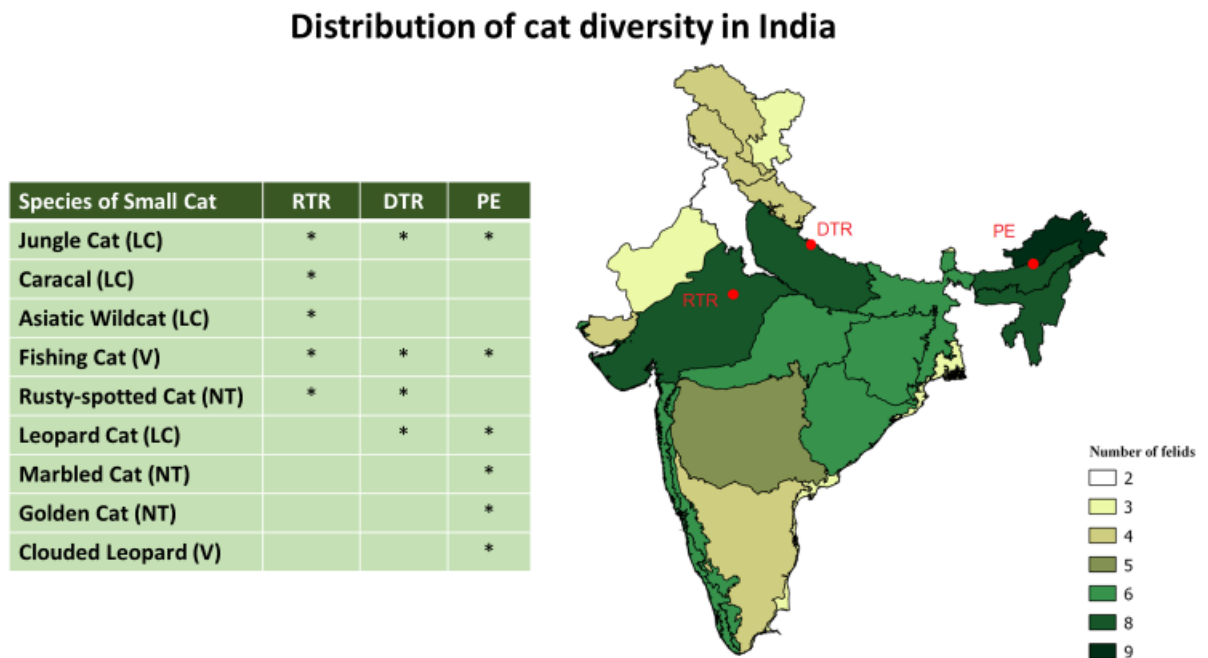 Distribution of cat diversity in India
Species of Small Cat RTR DTR PE
Jungle Cat (LC) * * *
Caracal (LC) *
Asiatic Wildcat (LC) *
Fishing Cat (V) * * *
Rusty-spotted Cat (NT) * *
Leopard Cat (LC) * *
Marbled Cat (NT) *
Golden Cat (NT) *
Clouded Leopard (V) *
DTR
PE
RTR
Number of felids
2
3
4
5
6
8
9